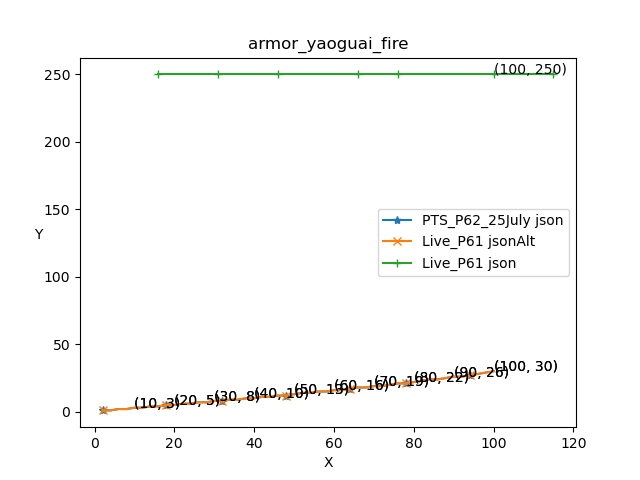 armor_yaoguai_fire
(100, 250)
250
200
150
100
50
0
Y
PTS_P62_25July json
Live_P61 jsonAlt
Live_P61 json
(10, 3)
(20, 5)
(30, 8)
(40, 10)
(50, 13)
(60, 16)
(70, 19)
(80, 22)
(90, 26)
(100, 30)
0 20 40 60 80 100 120
X